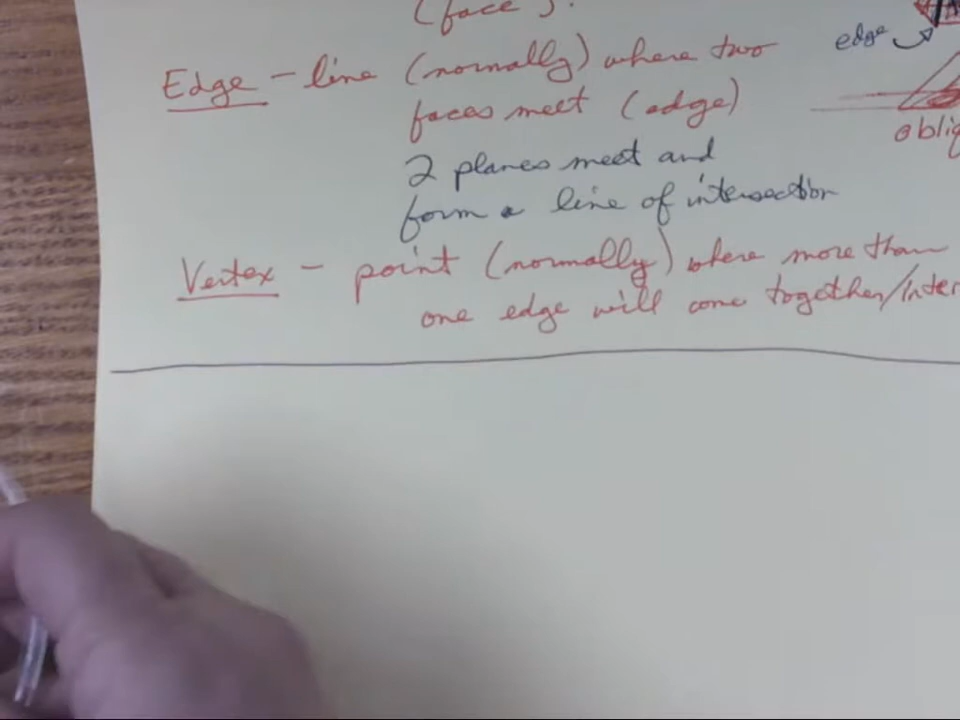 (face).
edge
Edge - line (normally) where two
faces meet (edge)
obliq
2 planes meet and
form a line of intersection
Vertex - point (normally) where more than
one edge will come together/inter